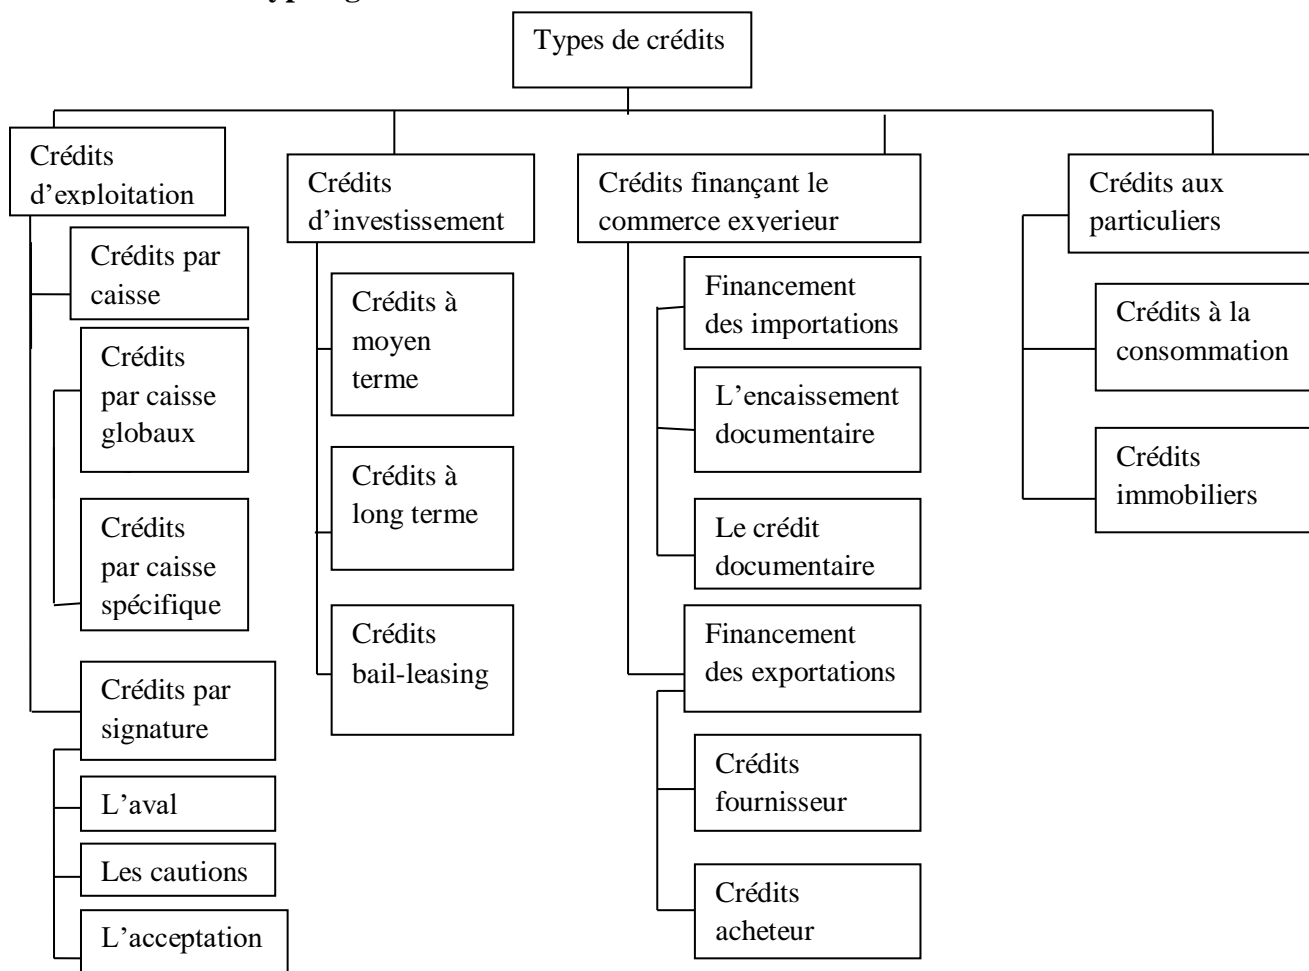 Types de crédits
Crédits
d’exploitation
Crédits par
caisse
Crédits
par caisse
globaux
Crédits
par caisse
spécifique
Crédits par
signature
L’aval
Les cautions
L’acceptation
Crédits
d’investissement
Crédits à
moyen
terme
Crédits à
long terme
Crédits
bail-leasing
Crédits finançant le
commerce exyerieur
Financement
des importations
L’encaissement
documentaire
Le crédit
documentaire
Financement
des exportations
Crédits
fournisseur
Crédits
acheteur
Crédits aux
particuliers
Crédits à la
consommation
Crédits
immobiliers